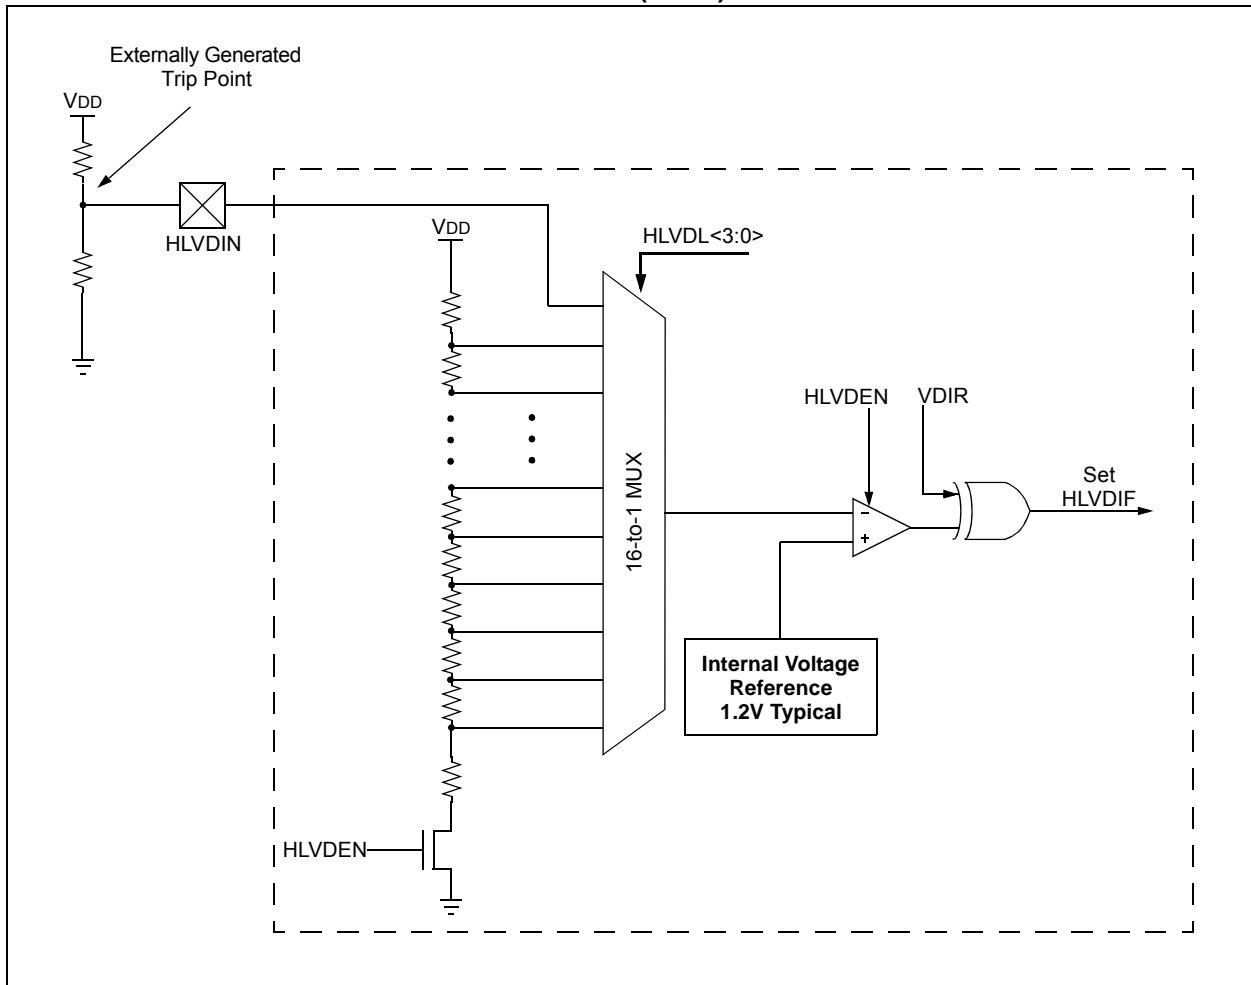 Externally Generated
Trip Point
VDD
HLVDIN
VDD
HLVDL<3:0>
16-to-1 MUX
HLVDEN
VDIR
Set
HLVDIF
-
+
Internal Voltage
Reference
1.2V Typical
HLVDEN